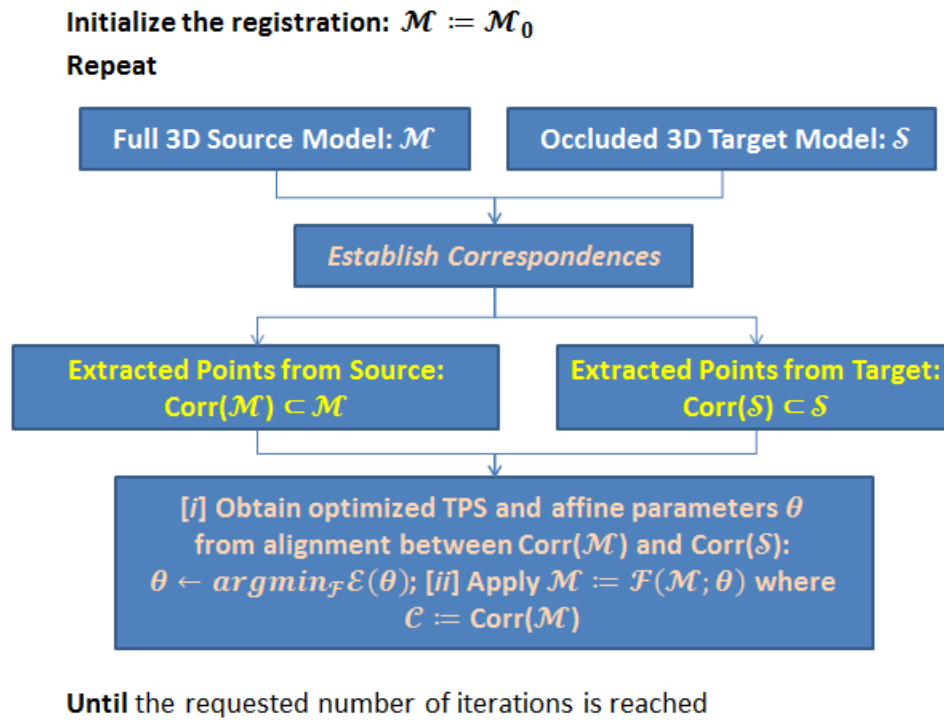 Initialize the registration: ℳ := ℳ₀
Repeat
Full 3D Source Model: ℳ
Occluded 3D Target Model: 𝒮
Establish Correspondences
Extracted Points from Source:
Corr(ℳ) ⊂ ℳ
Extracted Points from Target:
Corr(𝒮) ⊂ 𝒮
[i] Obtain optimized TPS and affine parameters θ
from alignment between Corr(ℳ) and Corr(𝒮):
θ ← argmin_ℱ ℰ(θ); [ii] Apply ℳ := ℱ(ℳ; θ) where
𝒞 := Corr(ℳ)
Until the requested number of iterations is reached